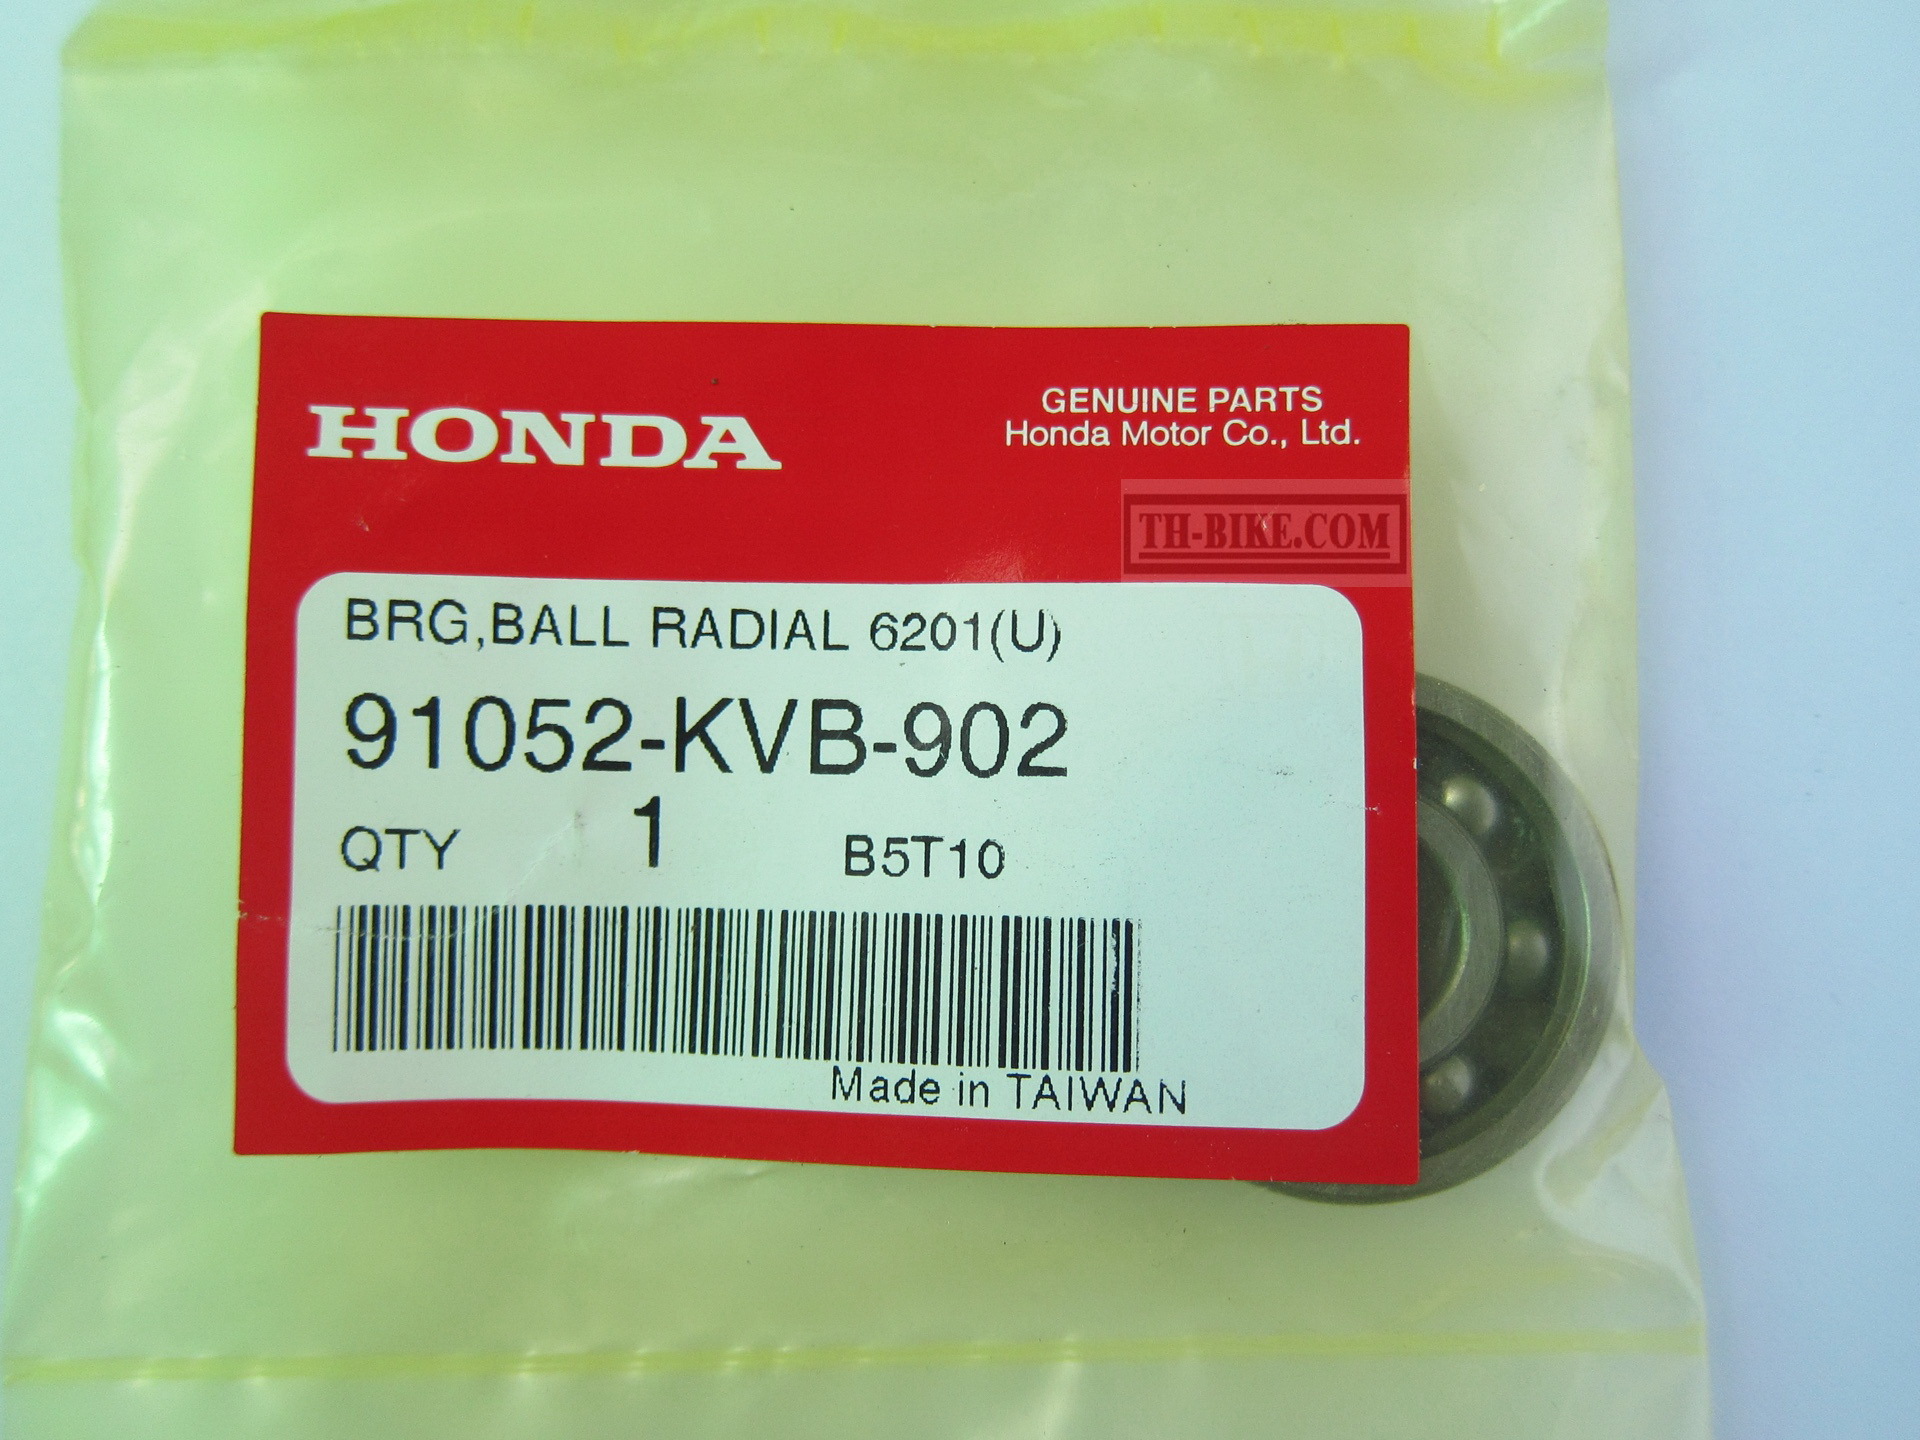 HONDA
GENUINE PARTS
Honda Motor Co., Ltd.
TH-BIKE.COM
BRG,BALL RADIAL 6201(U)
91052-KVB-902
QTY 1 B5T10
Made in TAIWAN